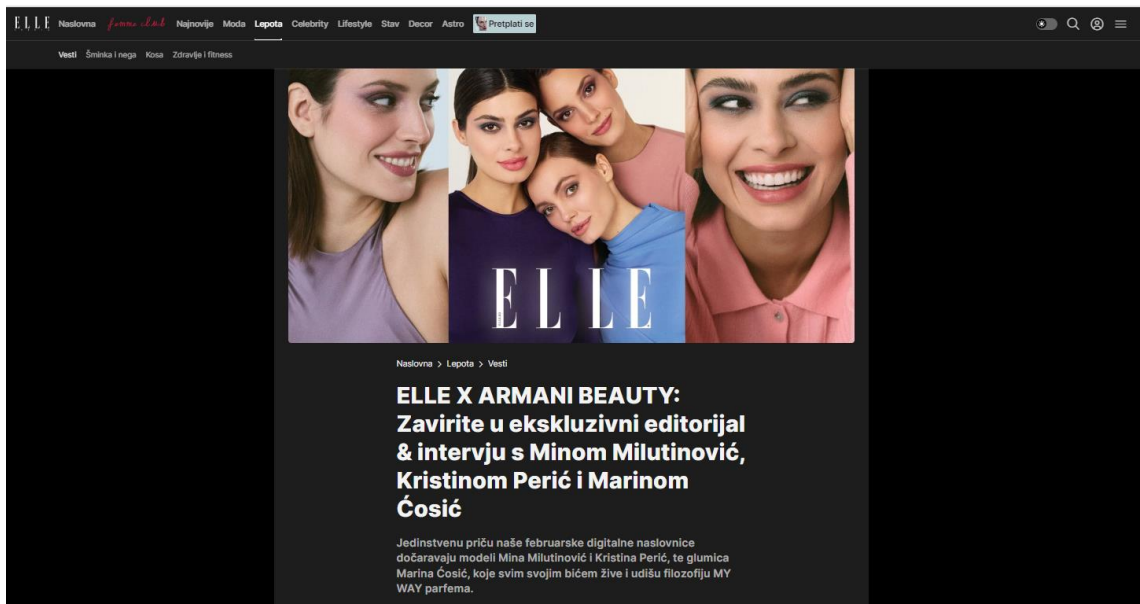 ELLE Naslovna femme club Najnovije Moda Lepota Celebrity Lifestyle Stav Decor Astro Pretplati se
Vesti Šminka i nega Kosa Zdravlje i fitness
ELLE
Naslovna > Lepota > Vesti
ELLE X ARMANI BEAUTY:
Zavirite u ekskluzivni editorijal
& intervju s Minom Milutinović,
Kristinom Perić i Marinom
Ćosić
Jedinstvenu priču naše februarske digitalne naslovnice
dočaravaju modeli Mina Milutinović i Kristina Perić, te glumica
Marina Ćosić, koje svim svojim bićem žive i udišu filozofiju MY
WAY parfema.